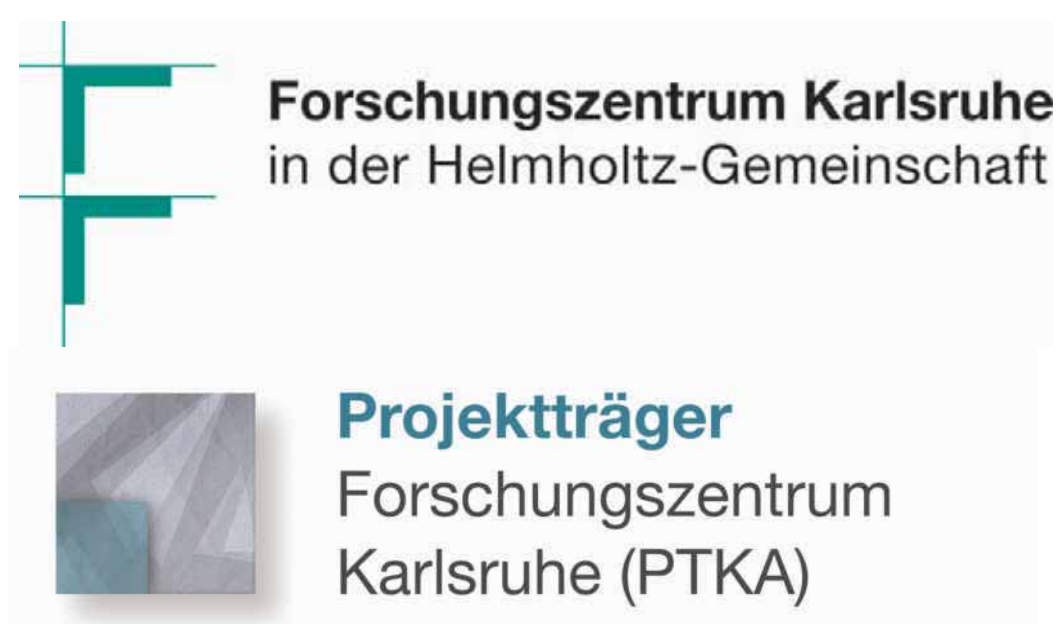 Forschungszentrum Karlsruhe
in der Helmholtz-Gemeinschaft
Projektträger
Forschungszentrum
Karlsruhe (PTKA)